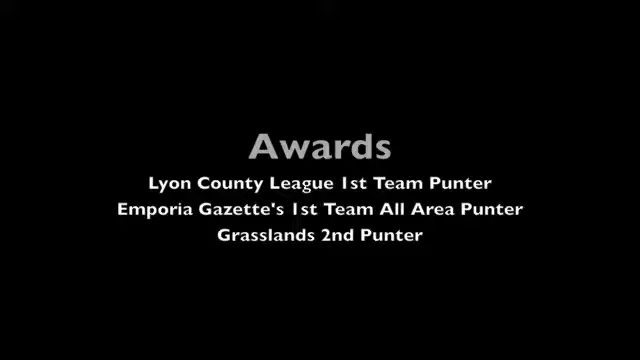 Awards
Lyon County League 1st Team Punter
Emporia Gazette's 1st Team All Area Punter
Grasslands 2nd Punter